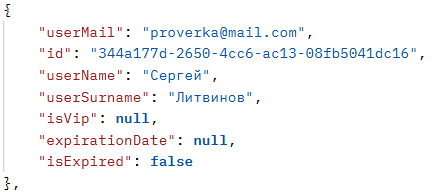 {
"userMail": "proverka@mail.com",
"id": "344a177d-2650-4cc6-ac13-08fb5041dc16",
"userName": "Сергей",
"userSurname": "Литвинов",
"isVip": null,
"expirationDate": null,
"isExpired": false
},